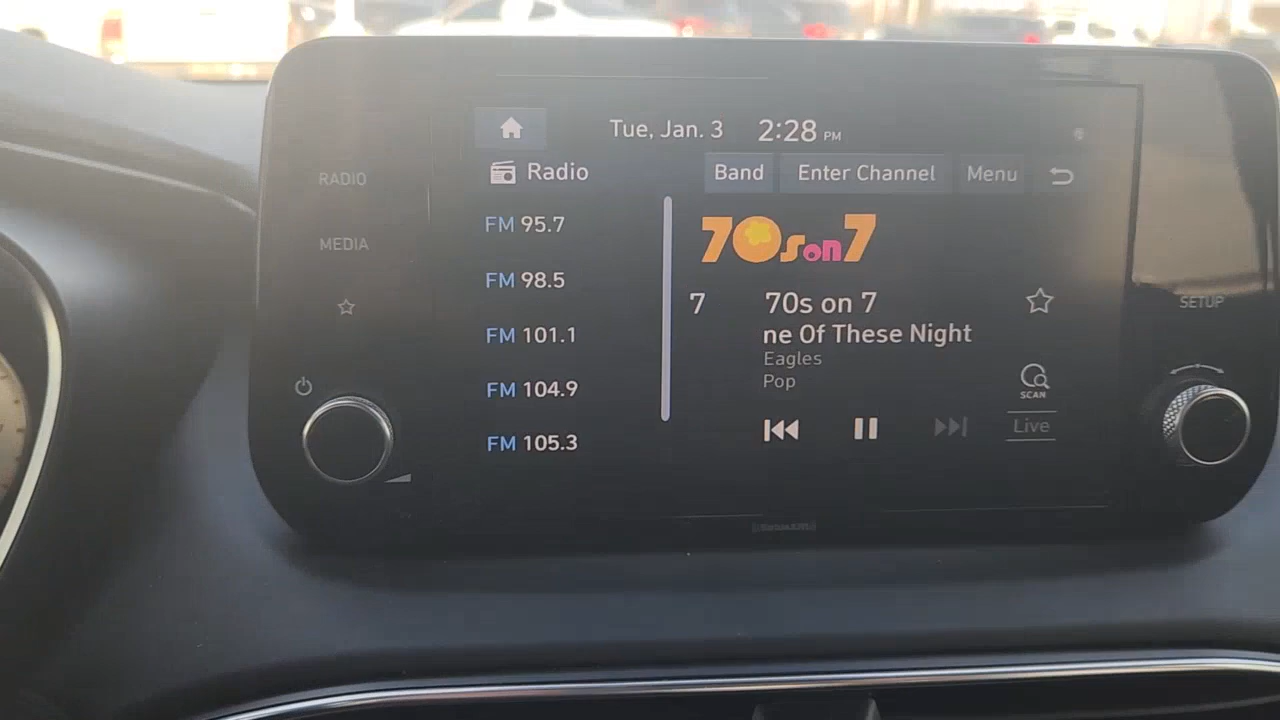 Tue, Jan. 3 2:28 PM
RADIO
Radio
Band Enter Channel Menu
MEDIA
FM 95.7
FM 98.5
FM 101.1
FM 104.9
FM 105.3
70s on 7
7 70s on 7
ne Of These Night
Eagles
Pop
SCAN
Live
SETUP
SiriusXM